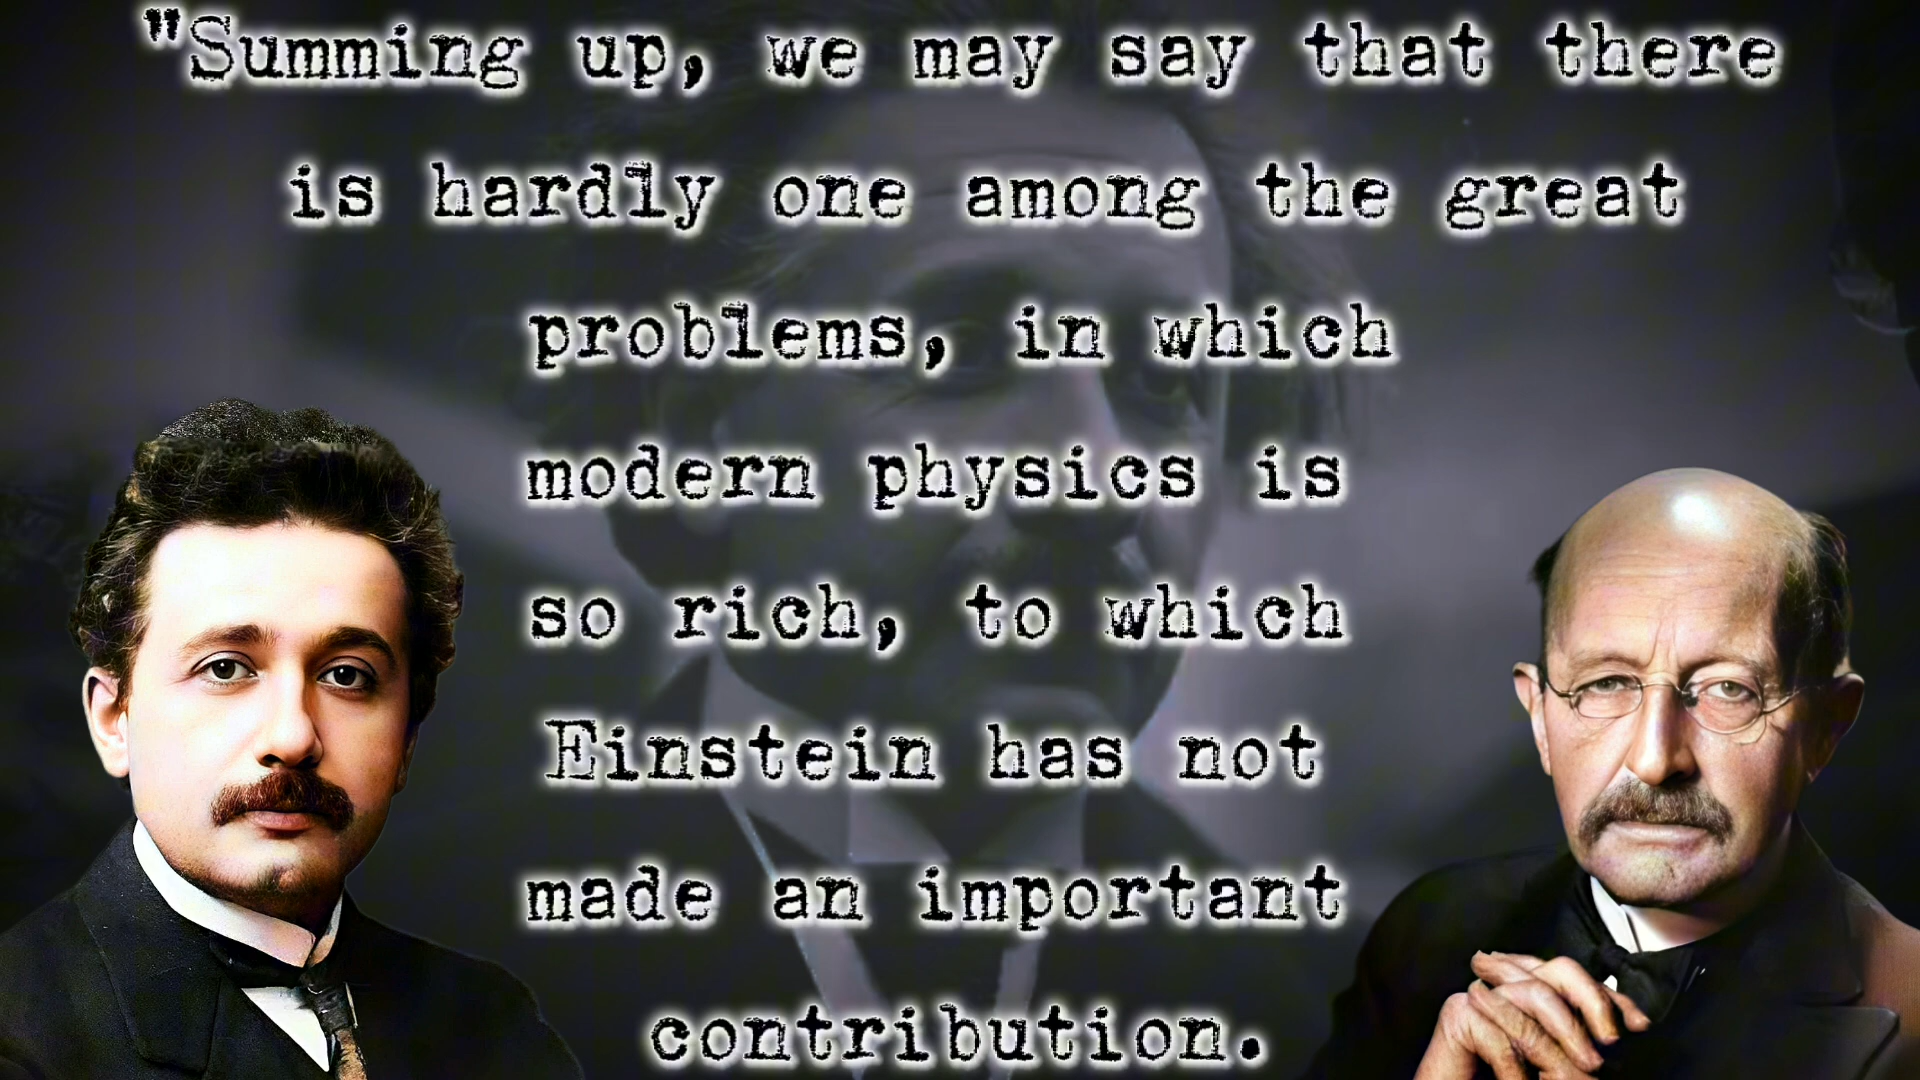 "Summing up, we may say that there
is hardly one among the great
problems, in which
modern physics is
so rich, to which
Einstein has not
made an important
contribution.